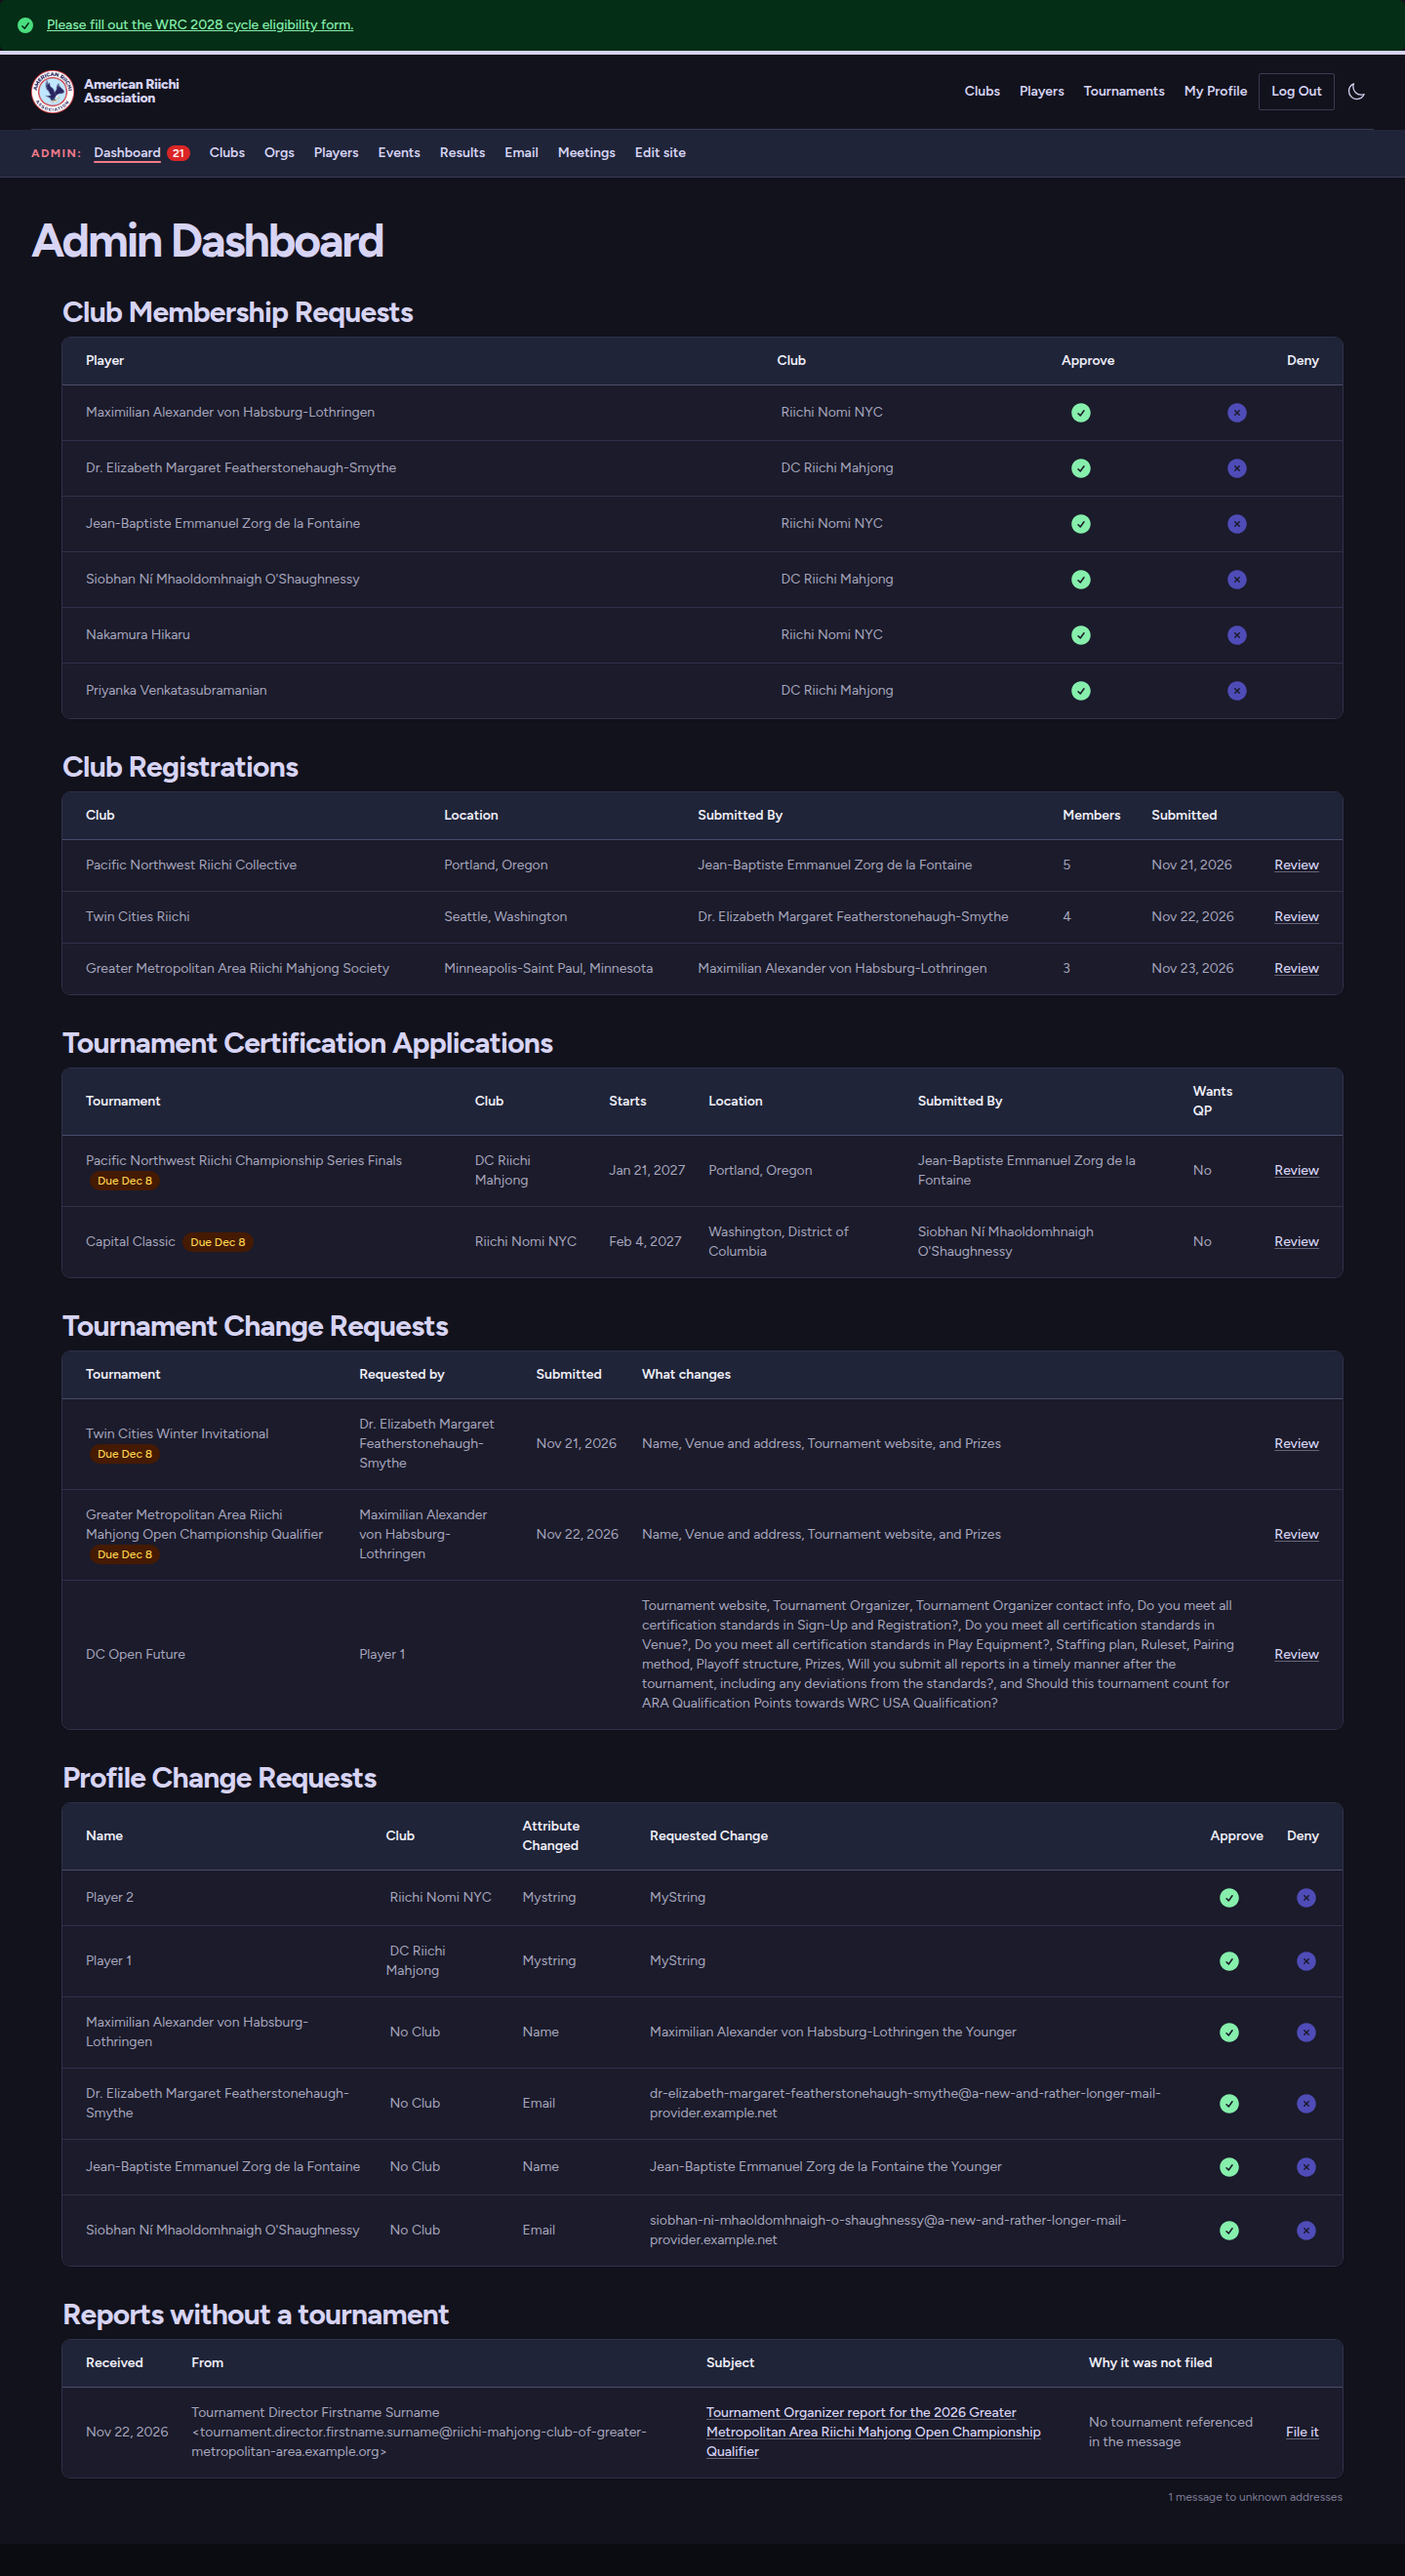 Please fill out the WRC 2028 cycle eligibility form.
AMERICAN RIICHI ASSOCIATION
American Riichi
Association
Clubs Players Tournaments My Profile Log Out
ADMIN: Dashboard 21 Clubs Orgs Players Events Results Email Meetings Edit site
Admin Dashboard
Club Membership Requests
Player Club Approve Deny
Maximilian Alexander von Habsburg-Lothringen Riichi Nomi NYC
Dr. Elizabeth Margaret Featherstonehaugh-Smythe DC Riichi Mahjong
Jean-Baptiste Emmanuel Zorg de la Fontaine Riichi Nomi NYC
Siobhan Ní Mhaoldomhnaigh O'Shaughnessy DC Riichi Mahjong
Nakamura Hikaru Riichi Nomi NYC
Priyanka Venkatasubramanian DC Riichi Mahjong
Club Registrations
Club Location Submitted By Members Submitted
Pacific Northwest Riichi Collective Portland, Oregon Jean-Baptiste Emmanuel Zorg de la Fontaine 5 Nov 21, 2026 Review
Twin Cities Riichi Seattle, Washington Dr. Elizabeth Margaret Featherstonehaugh-Smythe 4 Nov 22, 2026 Review
Greater Metropolitan Area Riichi Mahjong Society Minneapolis-Saint Paul, Minnesota Maximilian Alexander von Habsburg-Lothringen 3 Nov 23, 2026 Review
Tournament Certification Applications
Tournament Club Starts Location Submitted By Wants
QP
Pacific Northwest Riichi Championship Series Finals
Due Dec 8
DC Riichi
Mahjong
Jan 21, 2027 Portland, Oregon
Jean-Baptiste Emmanuel Zorg de la
Fontaine
No Review
Capital Classic Due Dec 8 Riichi Nomi NYC Feb 4, 2027
Washington, District of
Columbia
Siobhan Ní Mhaoldomhnaigh
O'Shaughnessy
No Review
Tournament Change Requests
Tournament Requested by Submitted What changes
Twin Cities Winter Invitational
Due Dec 8
Dr. Elizabeth Margaret
Featherstonehaugh-
Smythe
Nov 21, 2026 Name, Venue and address, Tournament website, and Prizes Review
Greater Metropolitan Area Riichi
Mahjong Open Championship Qualifier
Due Dec 8
Maximilian Alexander
von Habsburg-
Lothringen
Nov 22, 2026 Name, Venue and address, Tournament website, and Prizes Review
DC Open Future Player 1
Tournament website, Tournament Organizer, Tournament Organizer contact info, Do you meet all
certification standards in Sign-Up and Registration?, Do you meet all certification standards in
Venue?, Do you meet all certification standards in Play Equipment?, Staffing plan, Ruleset, Pairing
method, Playoff structure, Prizes, Will you submit all reports in a timely manner after the
tournament, including any deviations from the standards?, and Should this tournament count for
ARA Qualification Points towards WRC USA Qualification?
Review
Profile Change Requests
Name Club Attribute
Changed
Requested Change Approve Deny
Player 2 Riichi Nomi NYC Mystring MyString
Player 1 DC Riichi
Mahjong
Mystring MyString
Maximilian Alexander von Habsburg-
Lothringen
No Club Name Maximilian Alexander von Habsburg-Lothringen the Younger
Dr. Elizabeth Margaret Featherstonehaugh-
Smythe
No Club Email
dr-elizabeth-margaret-featherstonehaugh-smythe@a-new-and-rather-longer-mail-
provider.example.net
Jean-Baptiste Emmanuel Zorg de la Fontaine No Club Name Jean-Baptiste Emmanuel Zorg de la Fontaine the Younger
Siobhan Ní Mhaoldomhnaigh O'Shaughnessy No Club Email
siobhan-ni-mhaoldomhnaigh-o-shaughnessy@a-new-and-rather-longer-mail-
provider.example.net
Reports without a tournament
Received From Subject Why it was not filed
Nov 22, 2026
Tournament Director Firstname Surname
<tournament.director.firstname.surname@riichi-mahjong-club-of-greater-
metropolitan-area.example.org>
Tournament Organizer report for the 2026 Greater
Metropolitan Area Riichi Mahjong Open Championship
Qualifier
No tournament referenced
in the message
File it
1 message to unknown addresses